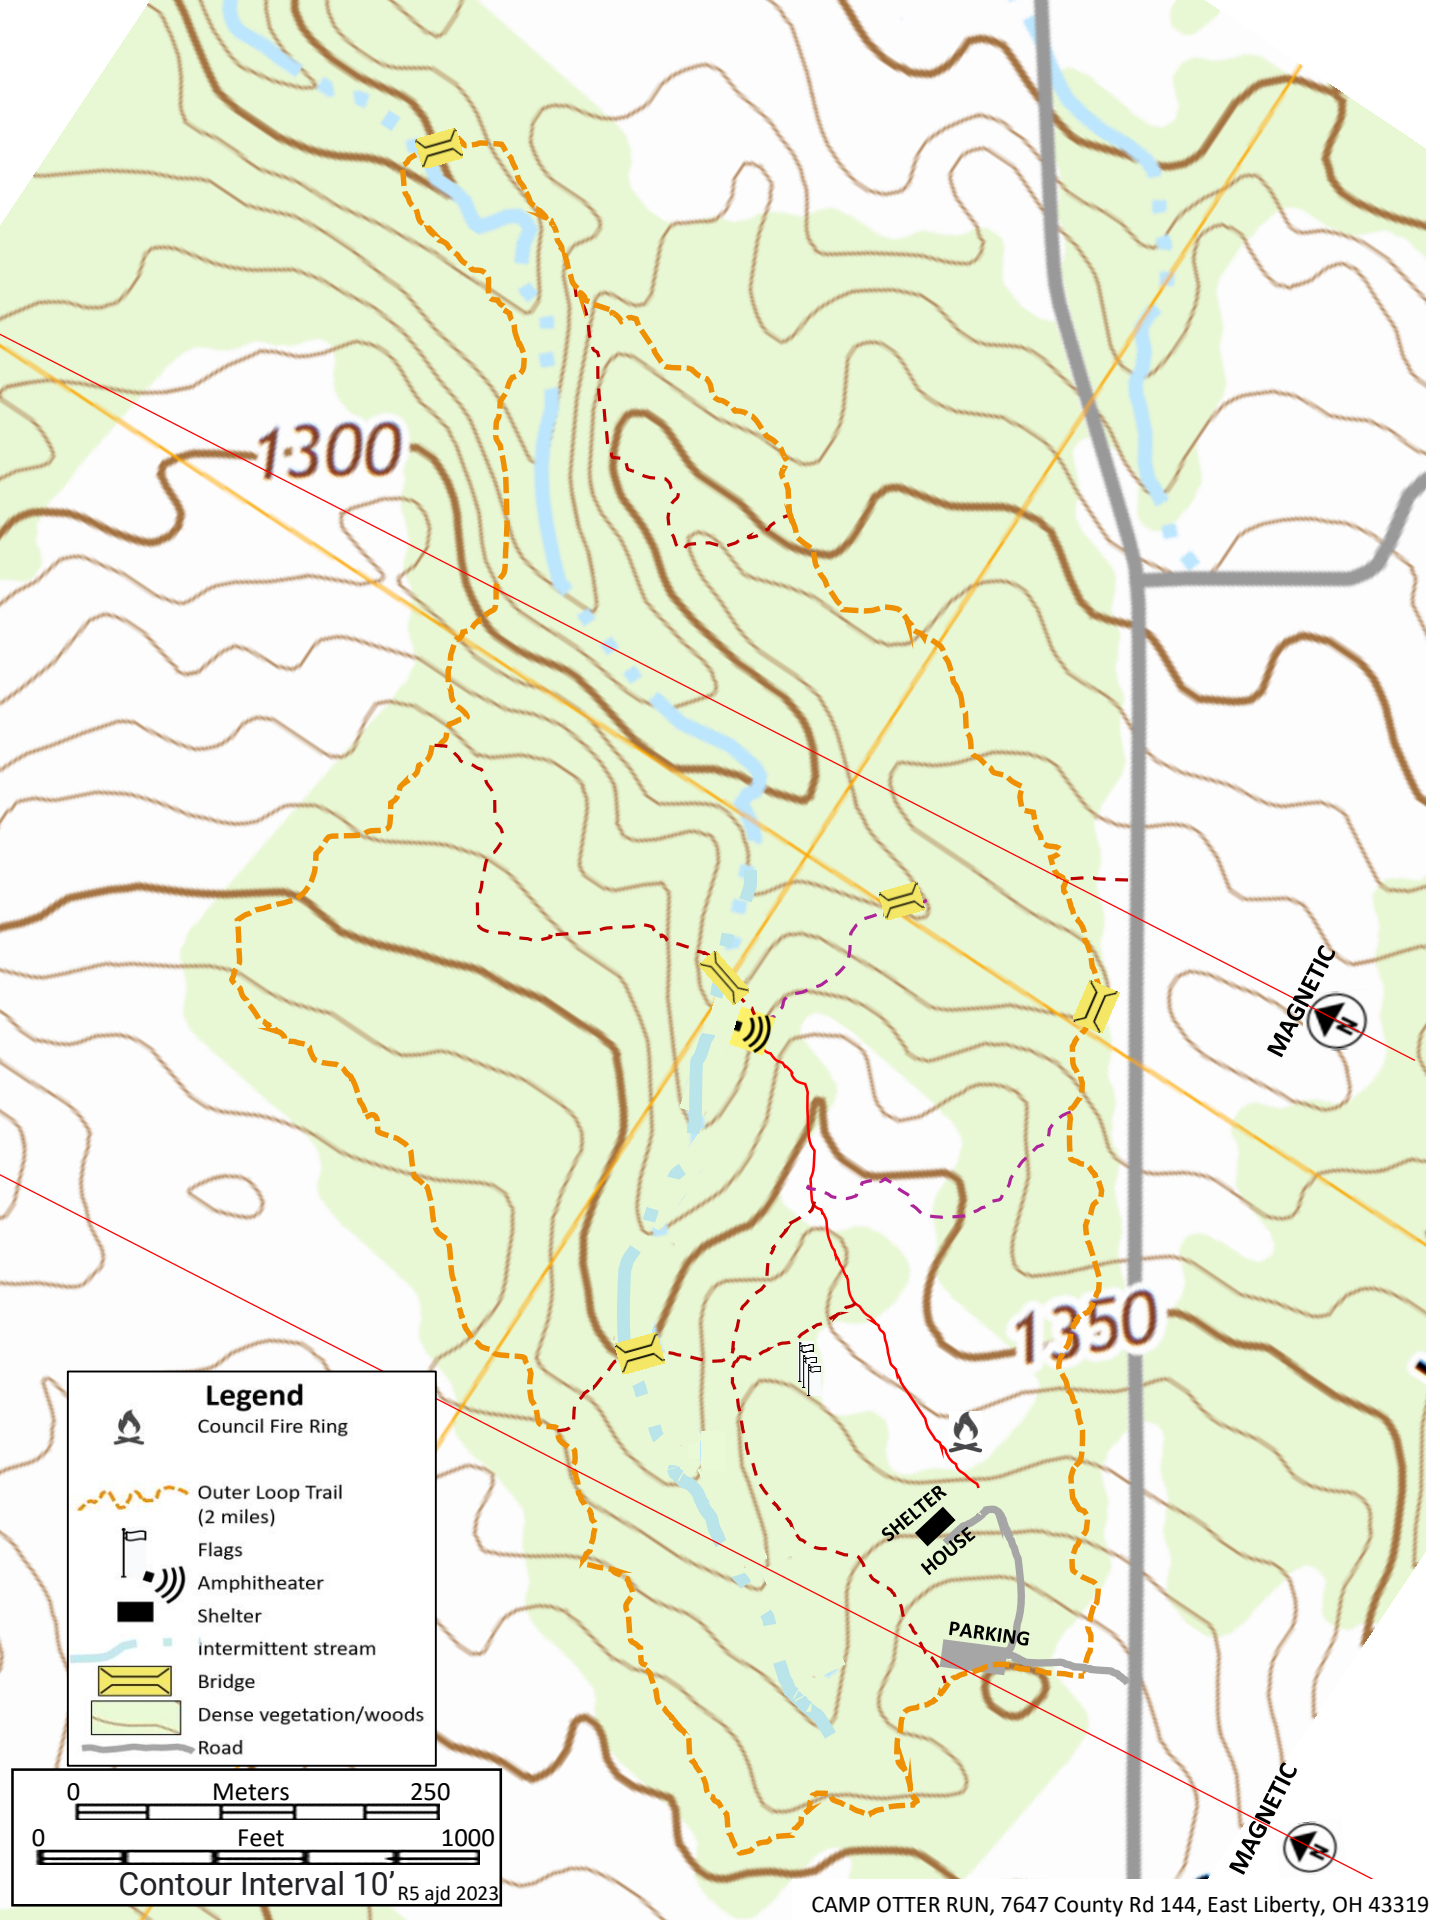 1300
MAGNETIC
N
1350
SHELTER
HOUSE
PARKING
MAGNETIC
N
Legend
Council Fire Ring
Outer Loop Trail
(2 miles)
Flags
Amphitheater
Shelter
Intermittent stream
Bridge
Dense vegetation/woods
Road
0 Meters 250
0 Feet 1000
Contour Interval 10’ R5 ajd 2023
CAMP OTTER RUN, 7647 County Rd 144, East Liberty, OH 43319